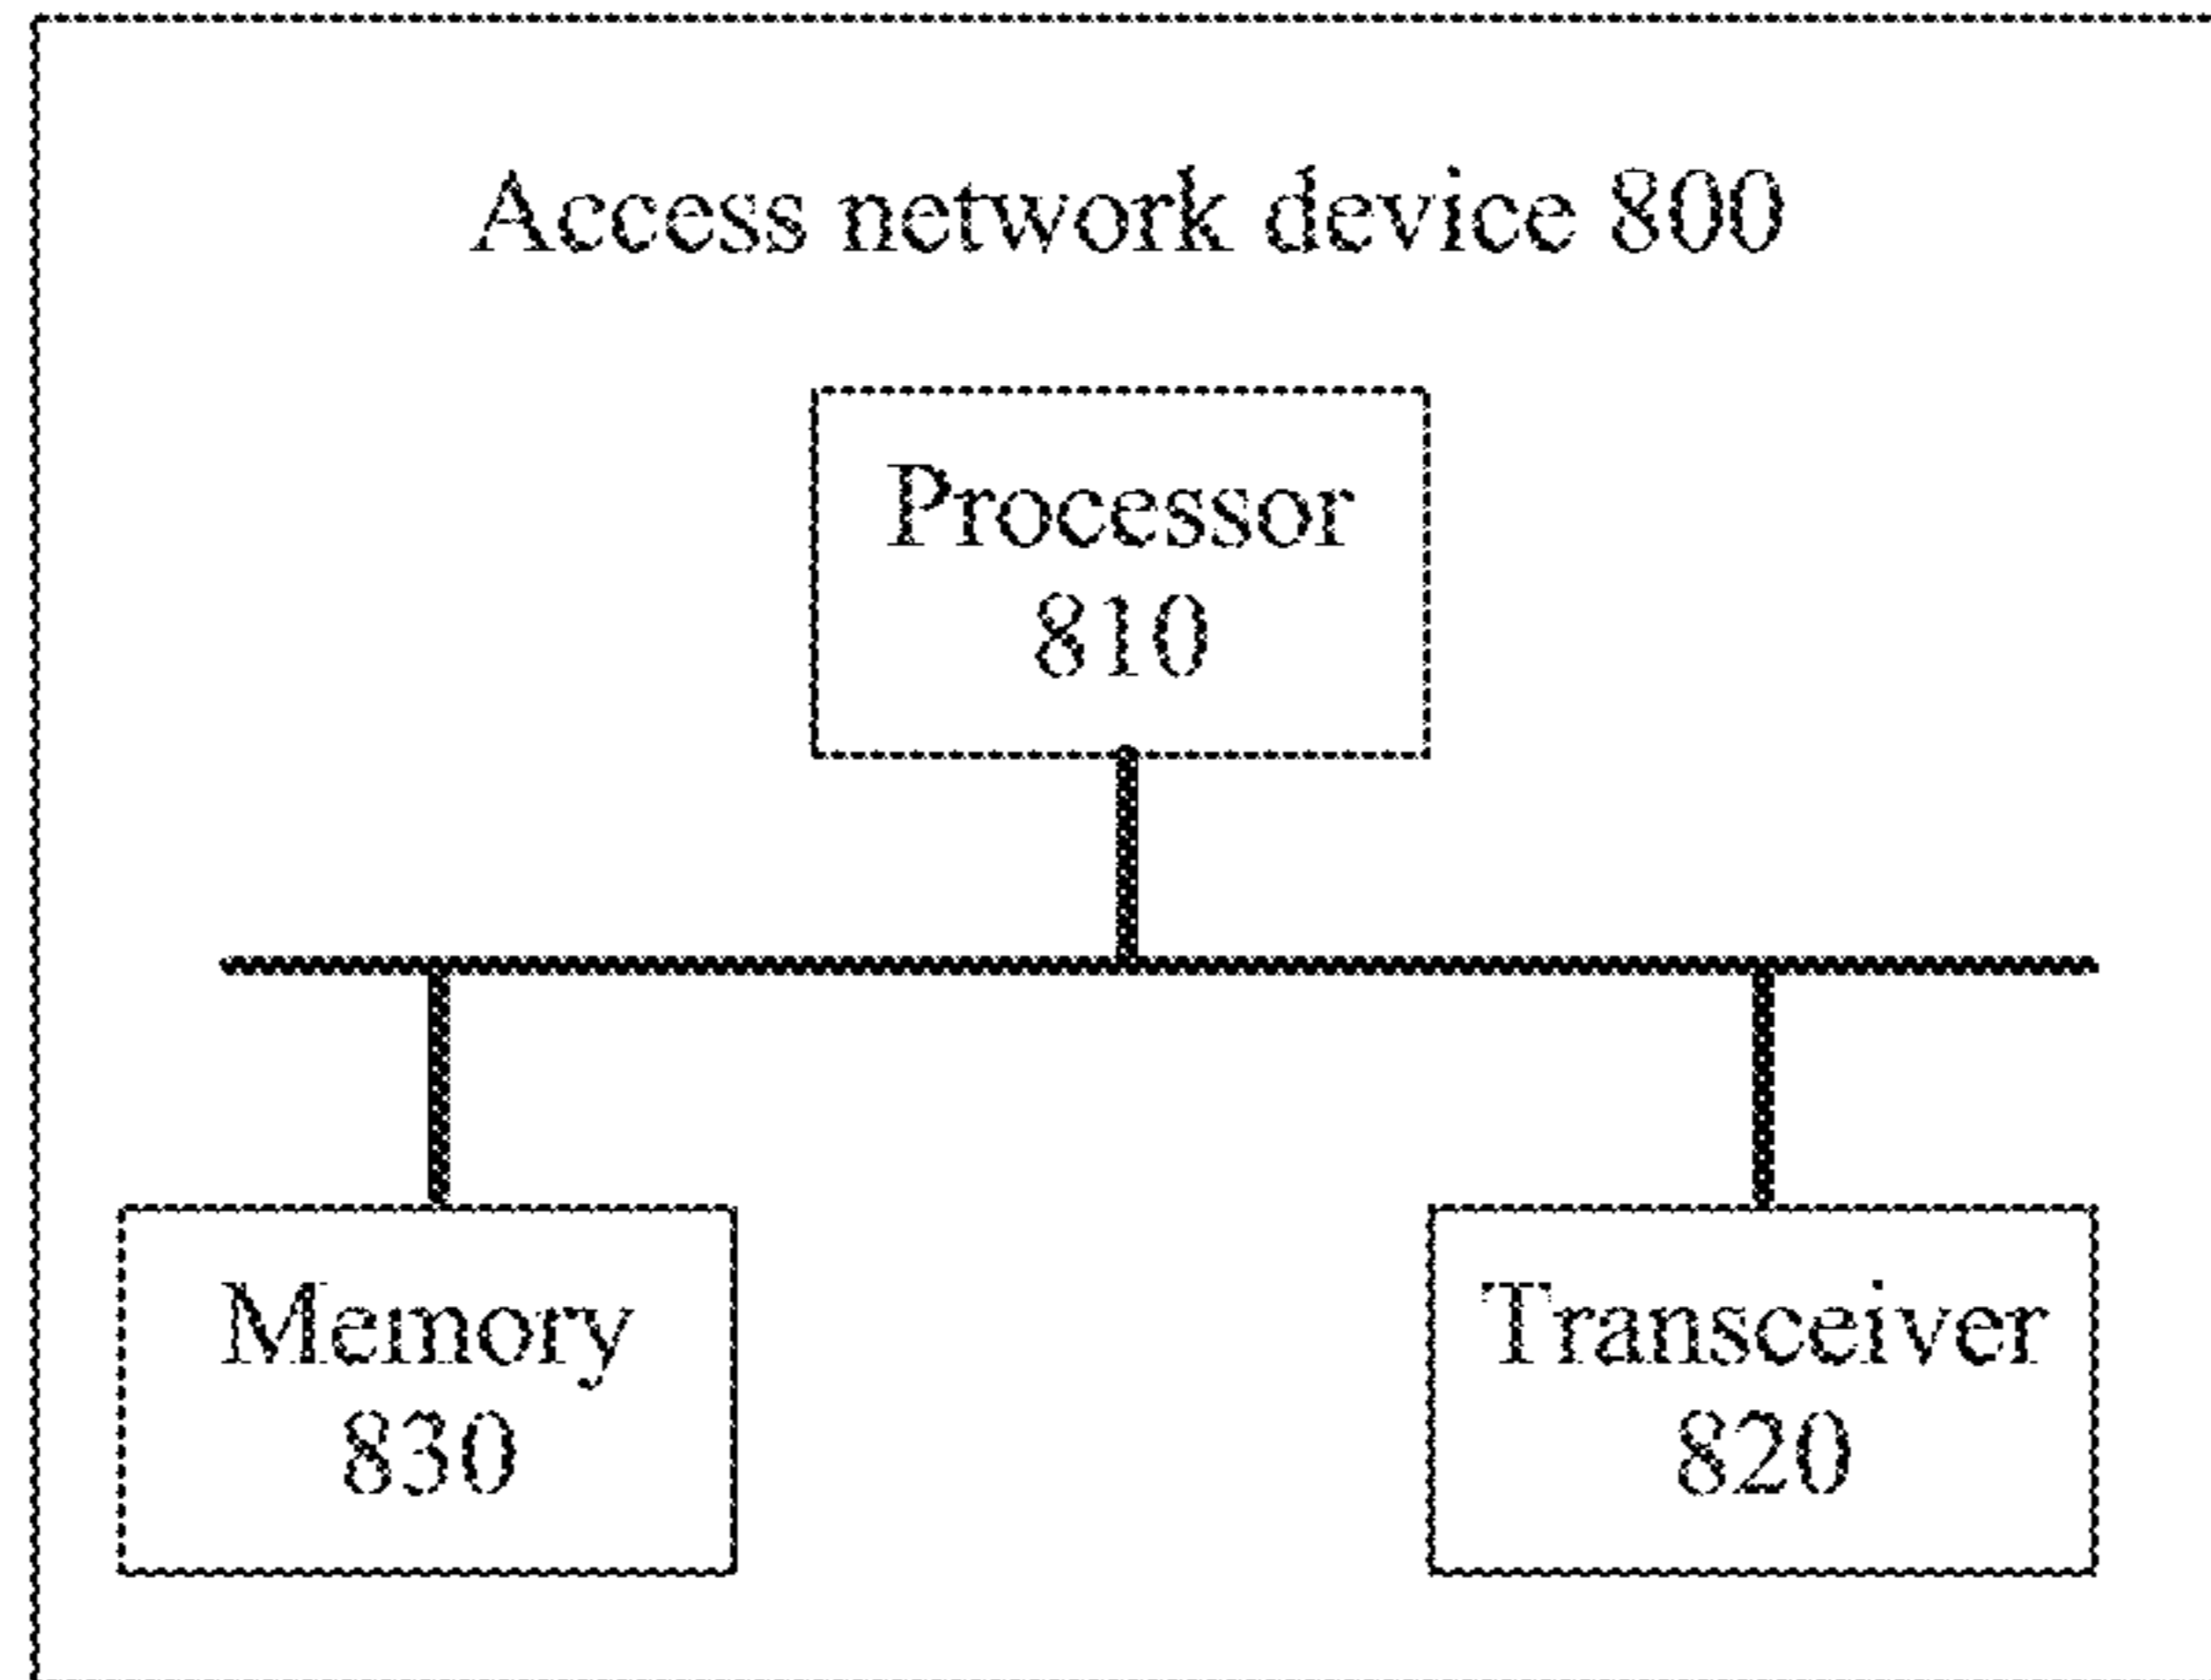 Access network device 800
Processor
810
Memory
830
Transceiver
820